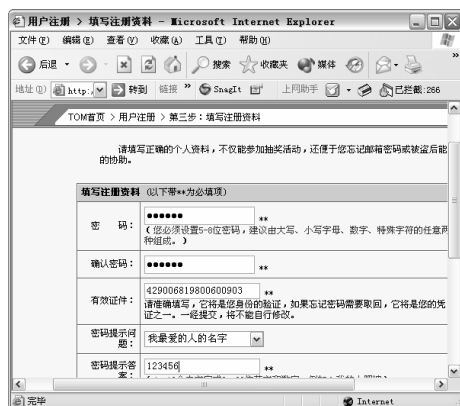 用户注册 > 填写注册资料 - Microsoft Internet Explorer
文件(F) 编辑(E) 查看(V) 收藏(A) 工具(T) 帮助(H)
后退 搜索 收藏夹 媒体
地址(D) http:/ 转到 链接 » SnagIt 上网助手 已拦截:266
TOM首页 > 用户注册 > 第三步:填写注册资料
请填写正确的个人资料,不仅能参加抽奖活动,还便于您忘记邮箱密码或被盗后能
的协助。
填写注册资料 (以下带**为必填项)
密 码: ●●●●●● **
(您必须设置5-8位密码,建议由大写、小写字母、数字、特殊字符的任意两
种组成。)
确认密码: ●●●●●● **
有效证件: 429006819800600903 **
请准确填写,它将是您身份的验证,如果忘记密码需要取回,它将是您的凭
证之一。一经提交,将不能自行修改。
密码提示问题: 我最爱的人的名字
密码提示答案: 123456 **
完毕 Internet